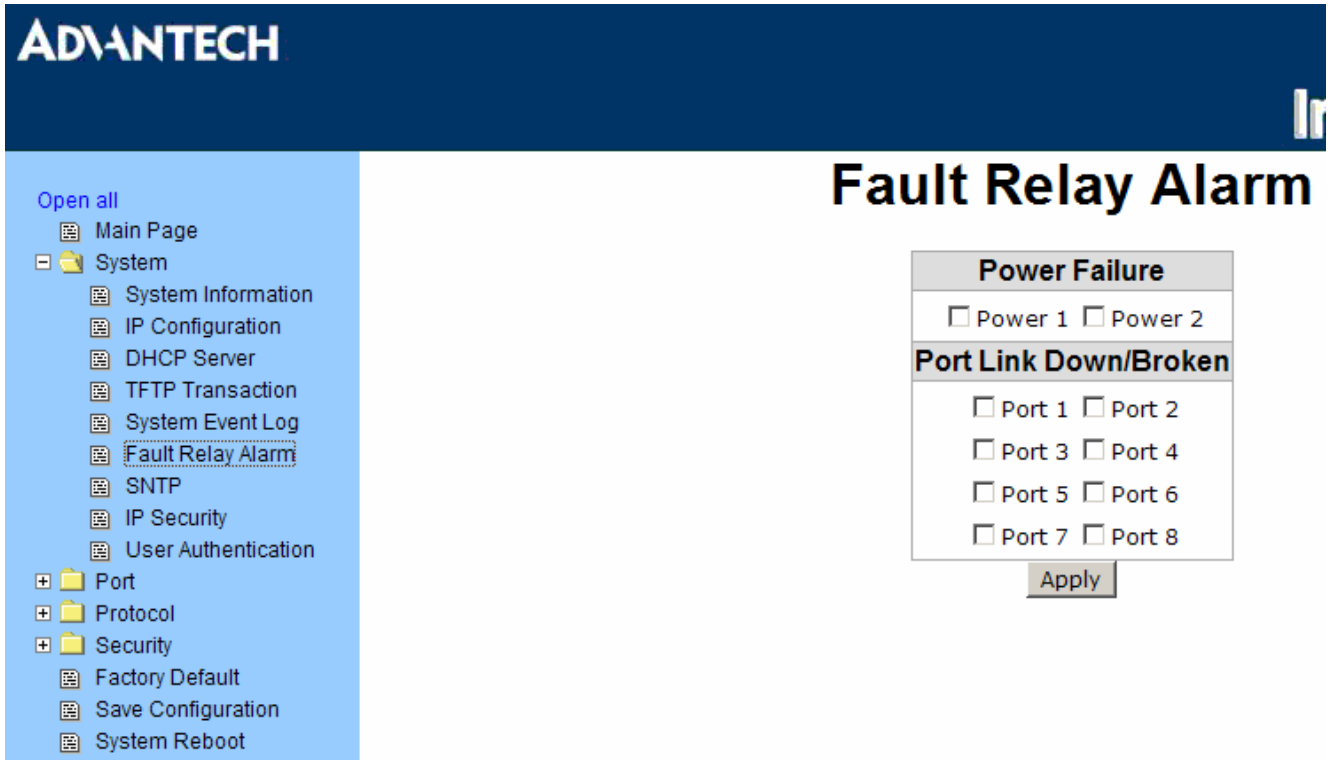 ADVANTECH
Open all
Main Page
System
System Information
IP Configuration
DHCP Server
TFTP Transaction
System Event Log
Fault Relay Alarm
SNTP
IP Security
User Authentication
Port
Protocol
Security
Factory Default
Save Configuration
System Reboot
Fault Relay Alarm
Power Failure
Power 1 Power 2
Port Link Down/Broken
Port 1 Port 2
Port 3 Port 4
Port 5 Port 6
Port 7 Port 8
Apply